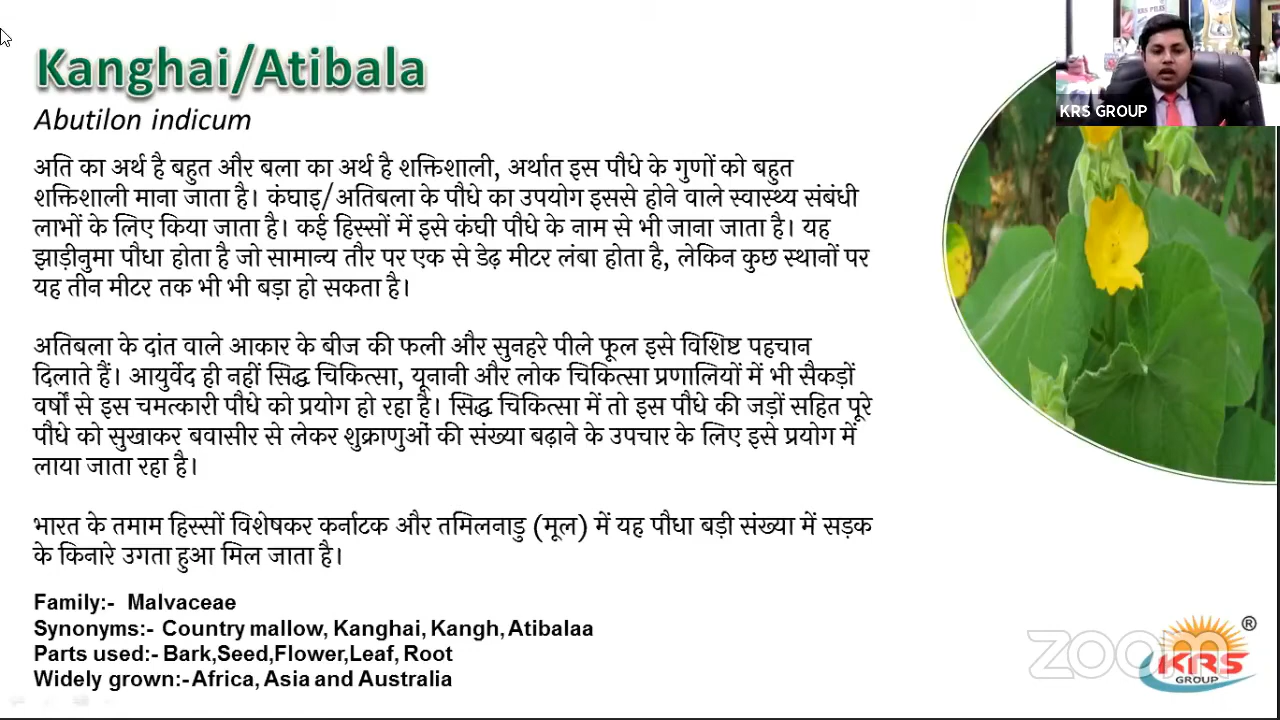 Kanghai/Atibala
Abutilon indicum
अति का अर्थ है बहुत और बला का अर्थ है शक्तिशाली, अर्थात इस पौधे के गुणों को बहुत
शक्तिशाली माना जाता है। कंघाइ/अतिबला के पौधे का उपयोग इससे होने वाले स्वास्थ्य संबंधी
लाभों के लिए किया जाता है। कई हिस्सों में इसे कंघी पौधे के नाम से भी जाना जाता है। यह
झाड़ीनुमा पौधा होता है जो सामान्य तौर पर एक से डेढ़ मीटर लंबा होता है, लेकिन कुछ स्थानों पर
यह तीन मीटर तक भी भी बड़ा हो सकता है।
अतिबला के दांत वाले आकार के बीज की फली और सुनहरे पीले फूल इसे विशिष्ट पहचान
दिलाते हैं। आयुर्वेद ही नहीं सिद्ध चिकित्सा, यूनानी और लोक चिकित्सा प्रणालियों में भी सैकड़ों
वर्षों से इस चमत्कारी पौधे को प्रयोग हो रहा है। सिद्ध चिकित्सा में तो इस पौधे की जड़ों सहित पूरे
पौधे को सुखाकर बवासीर से लेकर शुक्राणुओं की संख्या बढ़ाने के उपचार के लिए इसे प्रयोग में
लाया जाता रहा है।
भारत के तमाम हिस्सों विशेषकर कर्नाटक और तमिलनाडु (मूल) में यह पौधा बड़ी संख्या में सड़क
के किनारे उगता हुआ मिल जाता है।
Family:- Malvaceae
Synonyms:- Country mallow, Kanghai, Kangh, Atibalaa
Parts used:- Bark,Seed,Flower,Leaf, Root
Widely grown:-Africa, Asia and Australia
KRS GROUP
zoom
KRS
GROUP
®